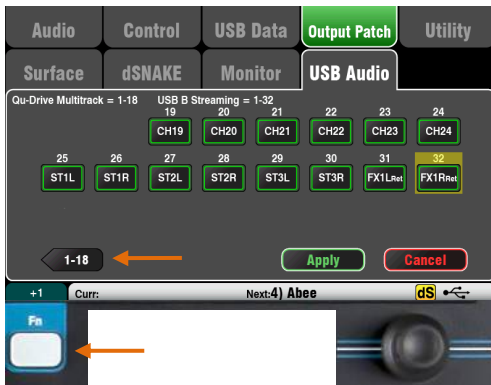 Audio Control USB Data Output Patch Utility
Surface dSNAKE Monitor USB Audio
Qu-Drive Multitrack = 1-18 USB B Streaming = 1-32
19 20 21 22 23 24
CH19 CH20 CH21 CH22 CH23 CH24
25 26 27 28 29 30 31 32
ST1L ST1R ST2L ST2R ST3L ST3R FX1LRet FX1RRet
1-18 Apply Cancel
+1 Curr: Next:4) Abee dS
Fn